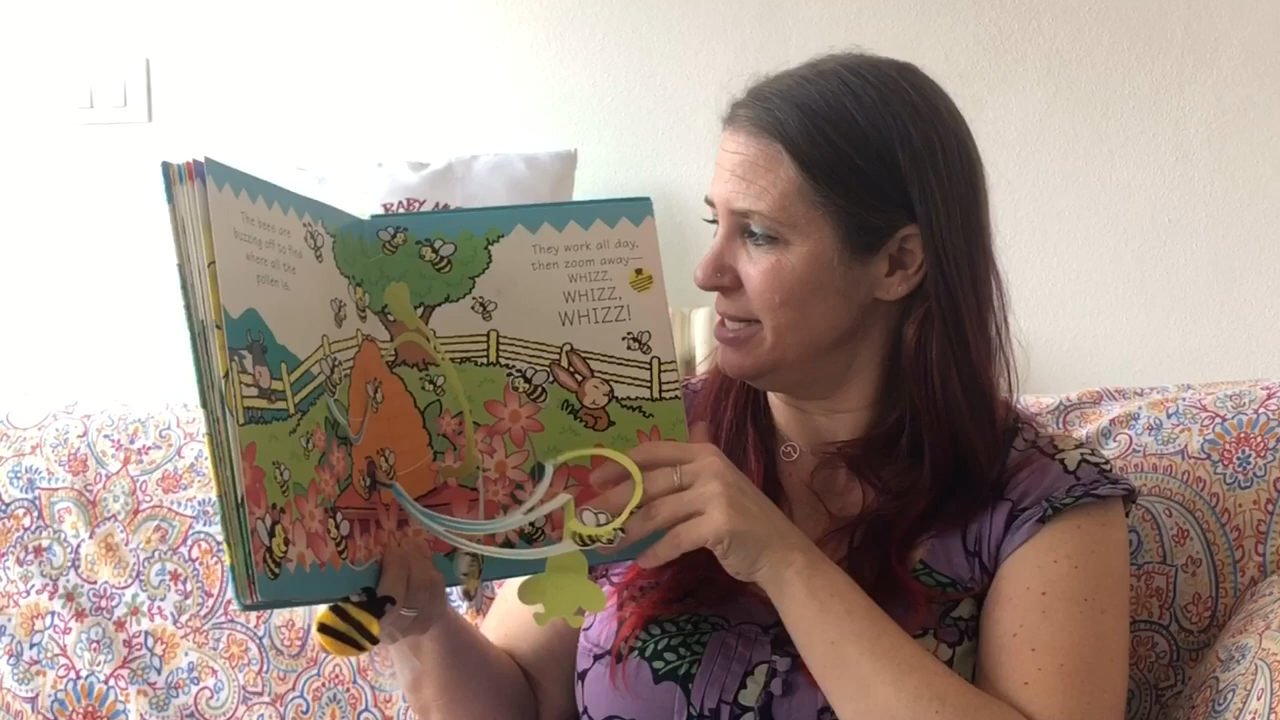 The bees are
buzzing off to find
where all the
pollen is.
They work all day,
then zoom away—
WHIZZ,
WHIZZ,
WHIZZ!
BABY